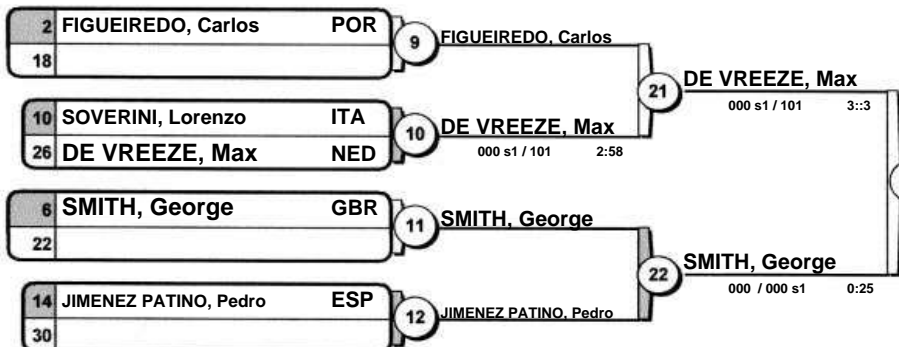 2 FIGUEIREDO, Carlos POR
18
9 FIGUEIREDO, Carlos
10 SOVERINI, Lorenzo ITA
26 DE VREEZE, Max NED
10 DE VREEZE, Max
000 s1 / 101 2:58
21 DE VREEZE, Max
000 s1 / 101 3::3
6 SMITH, George GBR
22
11 SMITH, George
14 JIMENEZ PATINO, Pedro ESP
30
12 JIMENEZ PATINO, Pedro
22 SMITH, George
000 / 000 s1 0:25